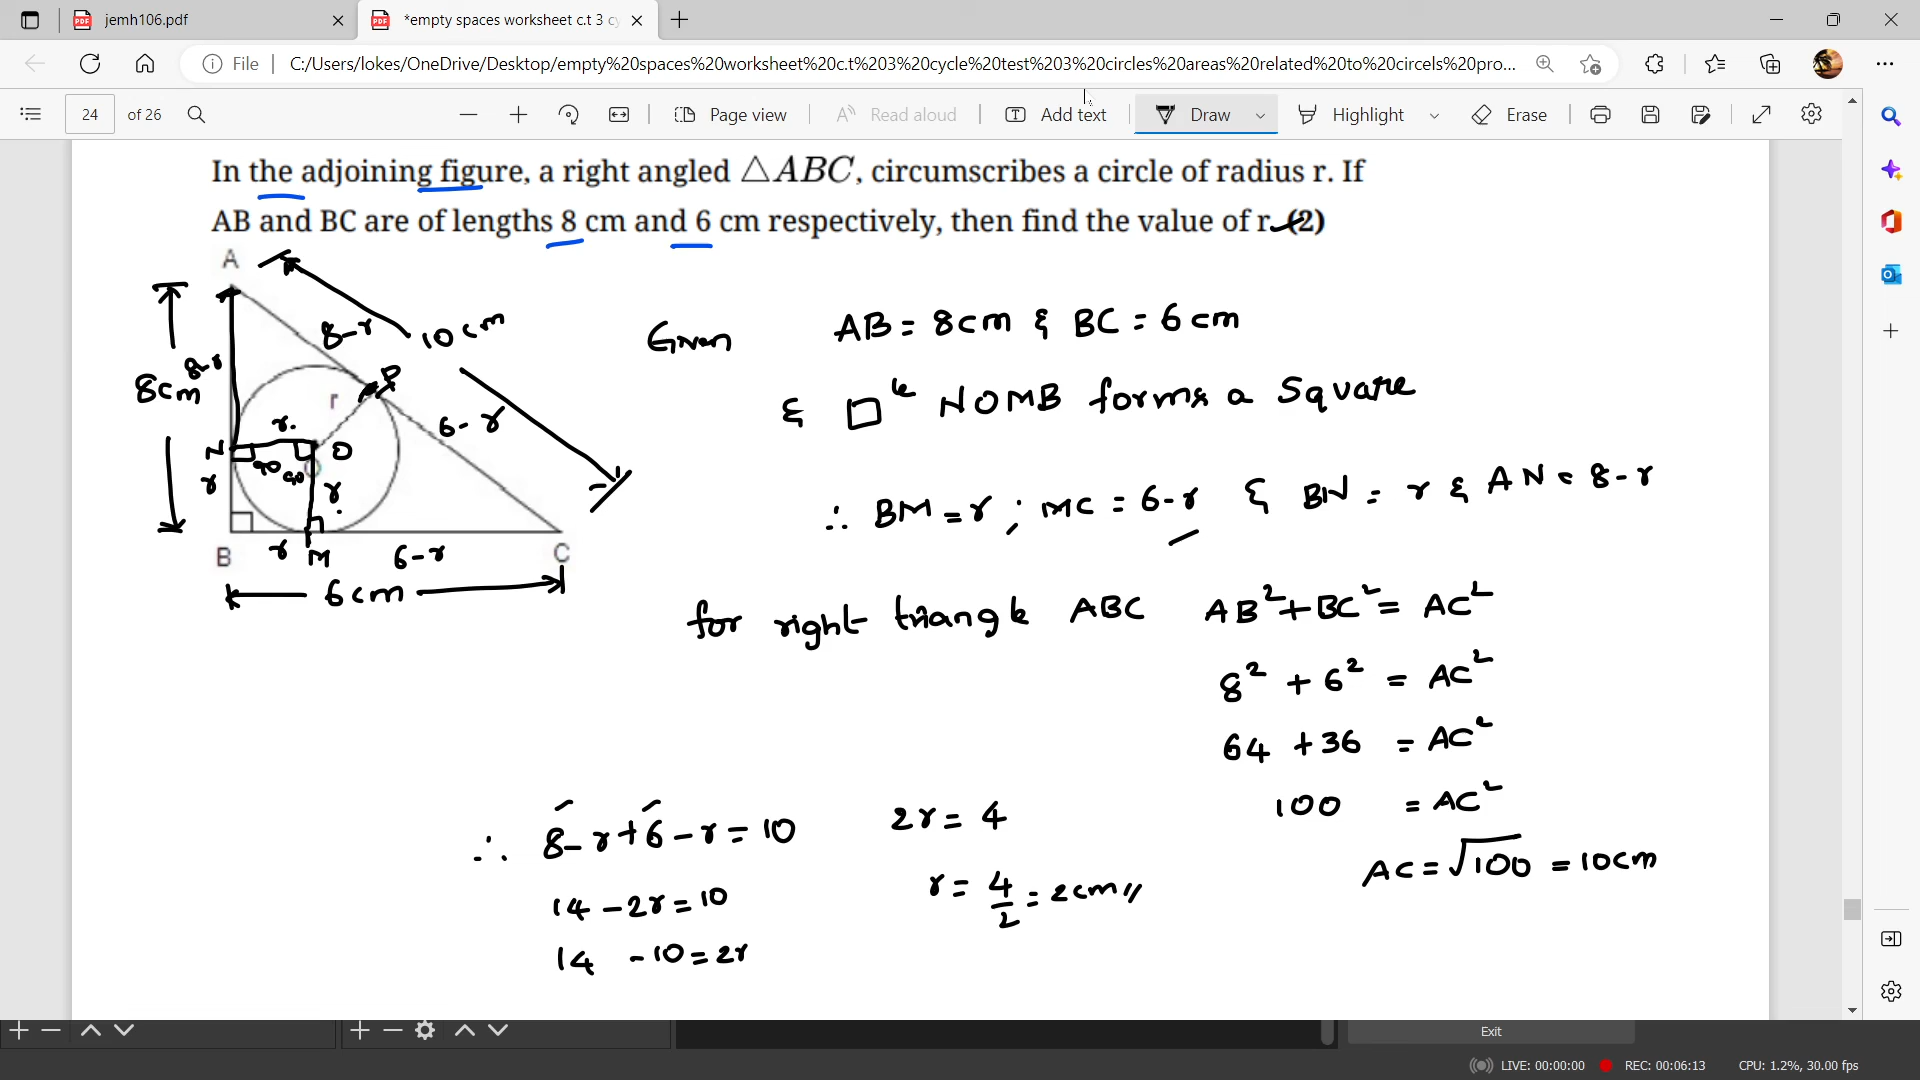 jemh106.pdf
*empty spaces worksheet c.t 3 cy
File
C:/Users/lokes/OneDrive/Desktop/empty%20spaces%20worksheet%20c.t%203%20cycle%20test%203%20circles%20areas%20related%20to%20circels%20pro...
24 of 26
Page view
Read aloud
Add text
Draw
Highlight
Erase
In the adjoining figure, a right angled △ABC, circumscribes a circle of radius r. If
AB and BC are of lengths 8 cm and 6 cm respectively, then find the value of r. (2)
A
8-r
10 cm
8-r
8cm
P
r
6-r
r.
N
O
90
90
r
r.
B
r
M
6-r
C
6cm
Given AB = 8cm & BC = 6cm
& □le NOMB forms a Square
∴ BM = r ; MC = 6-r & BN = r & AN = 8-r
for right triangle ABC AB²+BC² = AC²
8² + 6² = AC²
64 +36 = AC²
100 = AC²
AC = √100 = 10cm
∴ 8-r+6-r = 10
14 -2r = 10
14 -10 = 2r
2r = 4
r = 4/2 = 2cm//
Exit
LIVE: 00:00:00
REC: 00:06:13
CPU: 1.2%, 30.00 fps